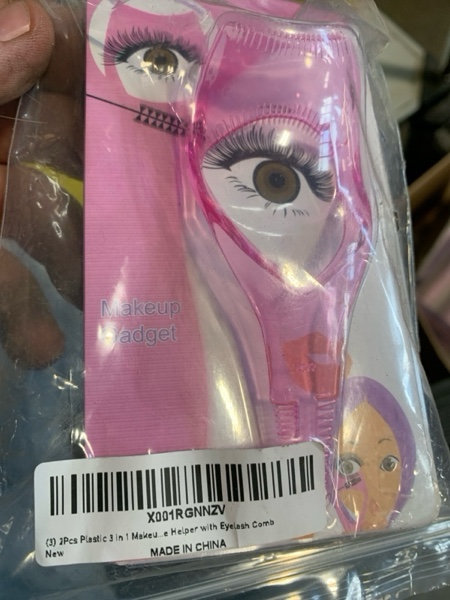 Makeup
Gadget
X001RGNNZV
(3) 2Pcs Plastic 3 in 1 Makeu...e Helper with Eyelash Comb
New
MADE IN CHINA